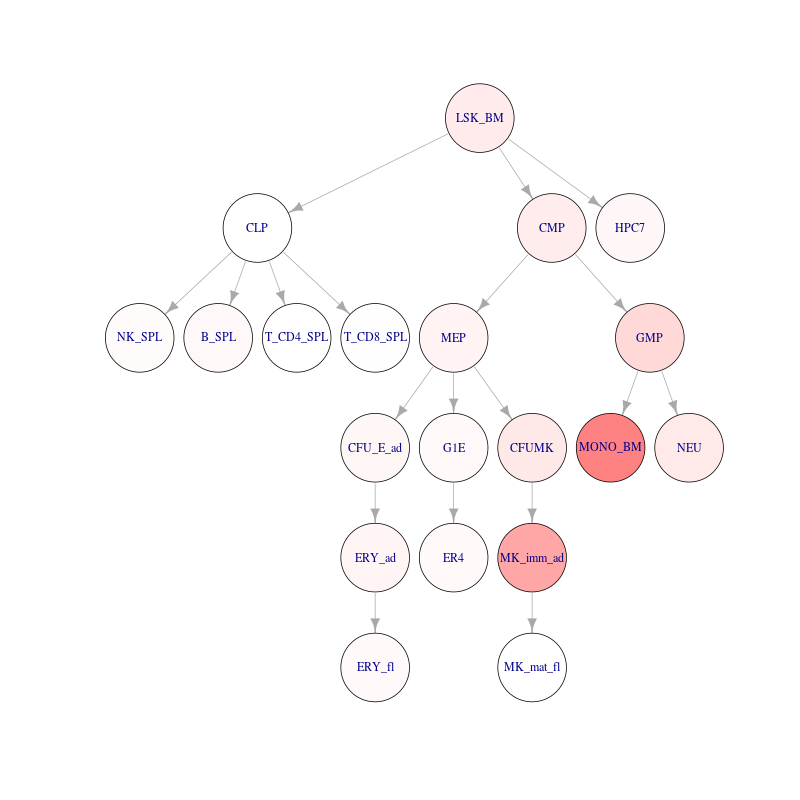 LSK_BM
CLP
CMP
HPC7
NK_SPL
B_SPL
T_CD4_SPL
T_CD8_SPL
MEP
GMP
CFU_E_ad
G1E
CFUMK
MONO_BM
NEU
ERY_ad
ER4
MK_imm_ad
ERY_fl
MK_mat_fl